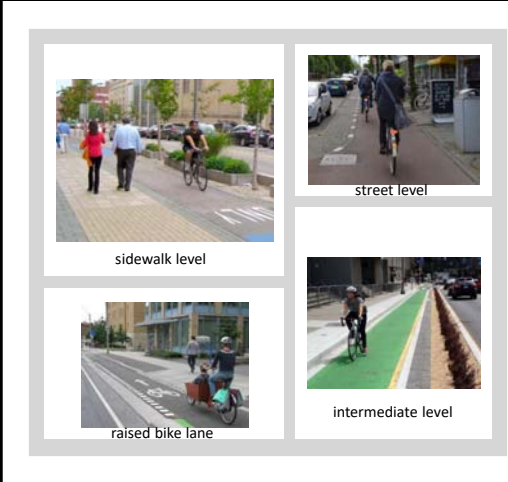 sidewalk level
street level
raised bike lane
intermediate level